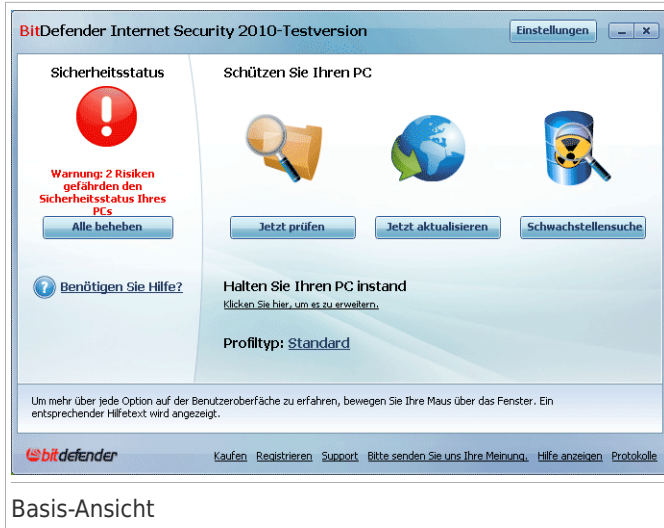 BitDefender Internet Security 2010-Testversion
Einstellungen
Sicherheitsstatus
Warnung: 2 Risiken
gefährden den
Sicherheitsstatus Ihres
PCs
Alle beheben
Benötigen Sie Hilfe?
Schützen Sie Ihren PC
Jetzt prüfen
Jetzt aktualisieren
Schwachstellensuche
Halten Sie Ihren PC instand
Klicken Sie hier, um es zu erweitern.
Profiltyp: Standard
Um mehr über jede Option auf der Benutzeroberfäche zu erfahren, bewegen Sie Ihre Maus über das Fenster. Ein
entsprechender Hilfetext wird angezeigt.
bitdefender
Kaufen Registrieren Support Bitte senden Sie uns Ihre Meinung. Hilfe anzeigen Protokolle
Basis-Ansicht